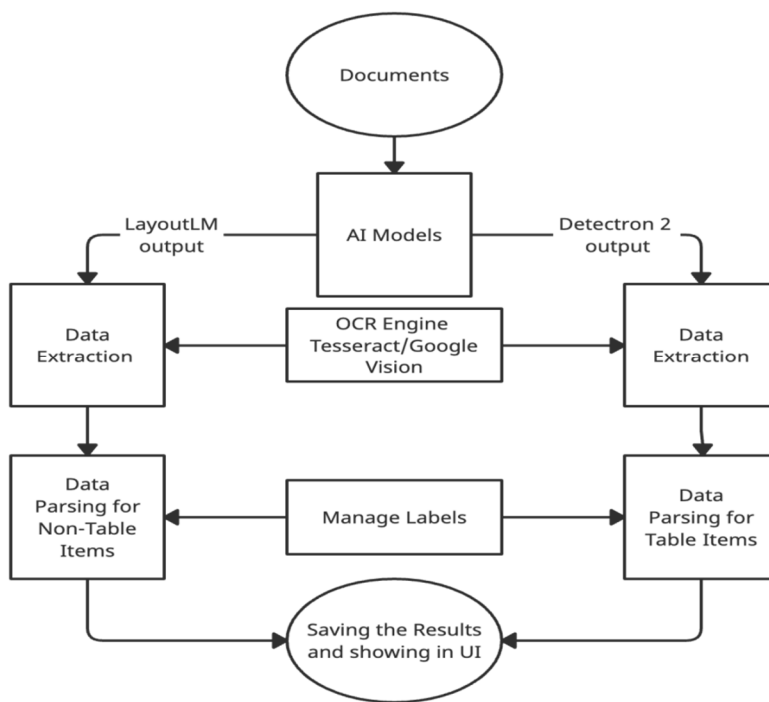 Documents
AI Models
LayoutLM
output
Detectron 2
output
Data
Extraction
OCR Engine
Tesseract/Google
Vision
Data
Extraction
Data
Parsing for
Non-Table
Items
Manage Labels
Data
Parsing for
Table Items
Saving the Results
and showing in UI